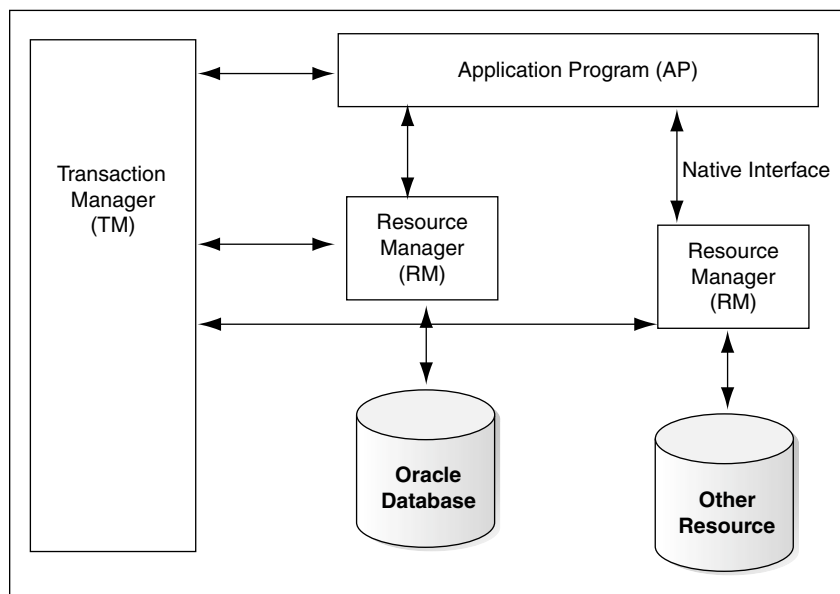 Application Program (AP)
Transaction
Manager
(TM)
Native Interface
Resource
Manager
(RM)
Resource
Manager
(RM)
Oracle
Database
Other
Resource